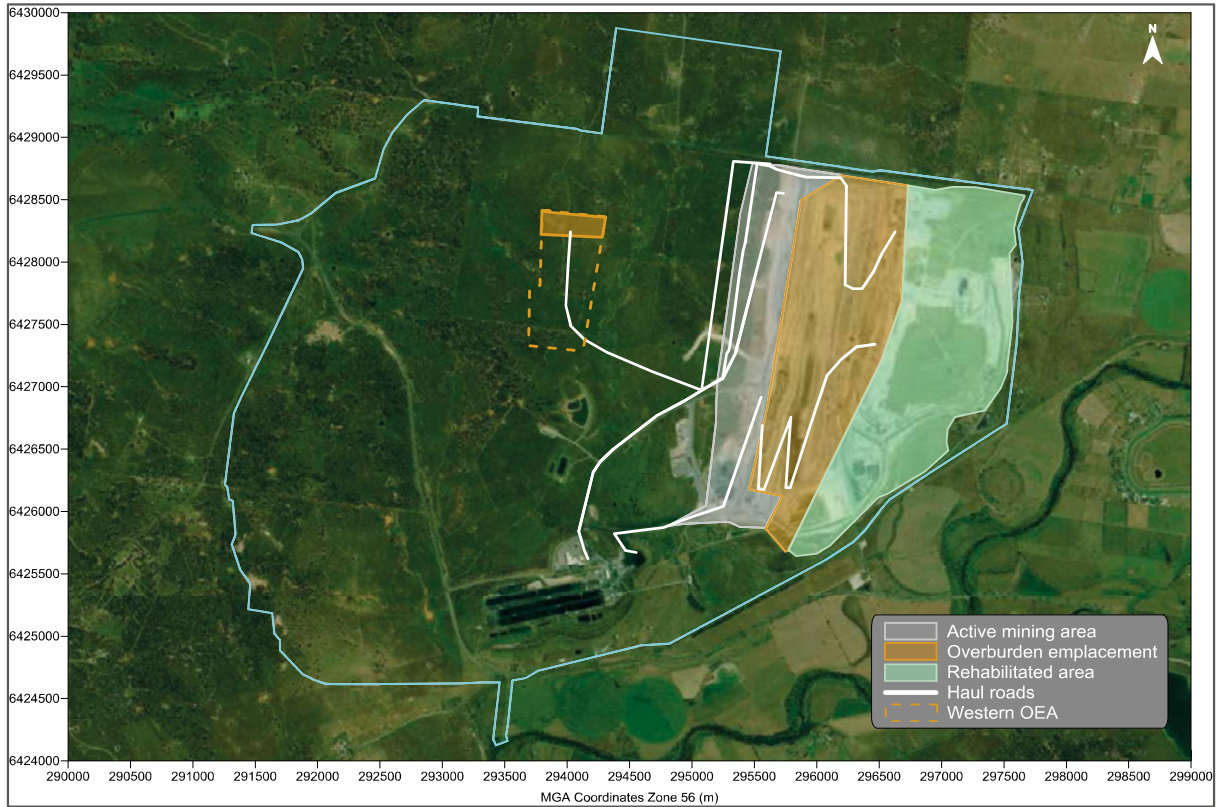 6430000
6429500
6429000
6428500
6428000
6427500
6427000
6426500
6426000
6425500
6425000
6424500
6424000
N
Active mining area
Overburden emplacement
Rehabilitated area
Haul roads
Western OEA
290000 290500 291000 291500 292000 292500 293000 293500 294000 294500 295000 295500 296000 296500 297000 297500 298000 298500 299000
MGA Coordinates Zone 56 (m)